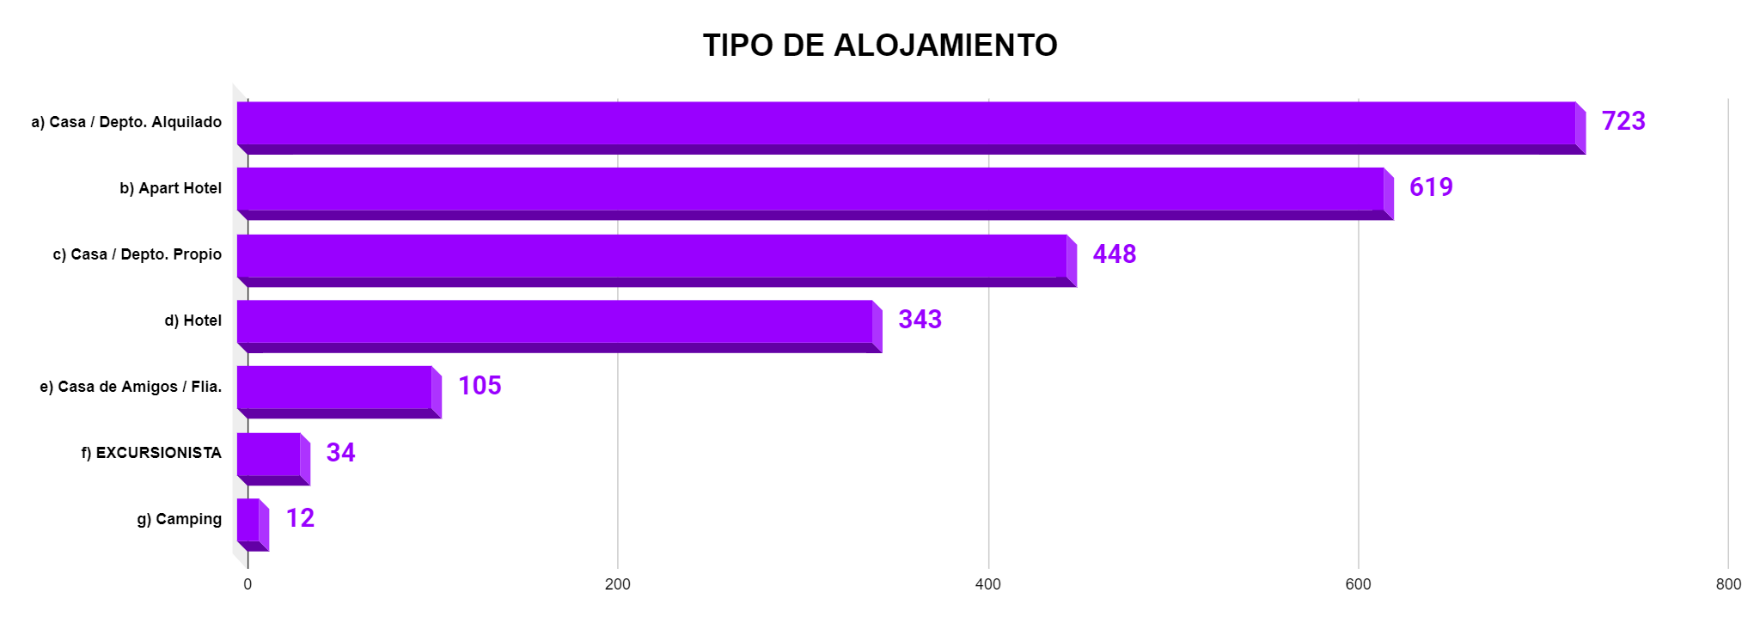 TIPO DE ALOJAMIENTO
a) Casa / Depto. Alquilado 723
b) Apart Hotel 619
c) Casa / Depto. Propio 448
d) Hotel 343
e) Casa de Amigos / Flia. 105
f) EXCURSIONISTA 34
g) Camping 12
0 200 400 600 800